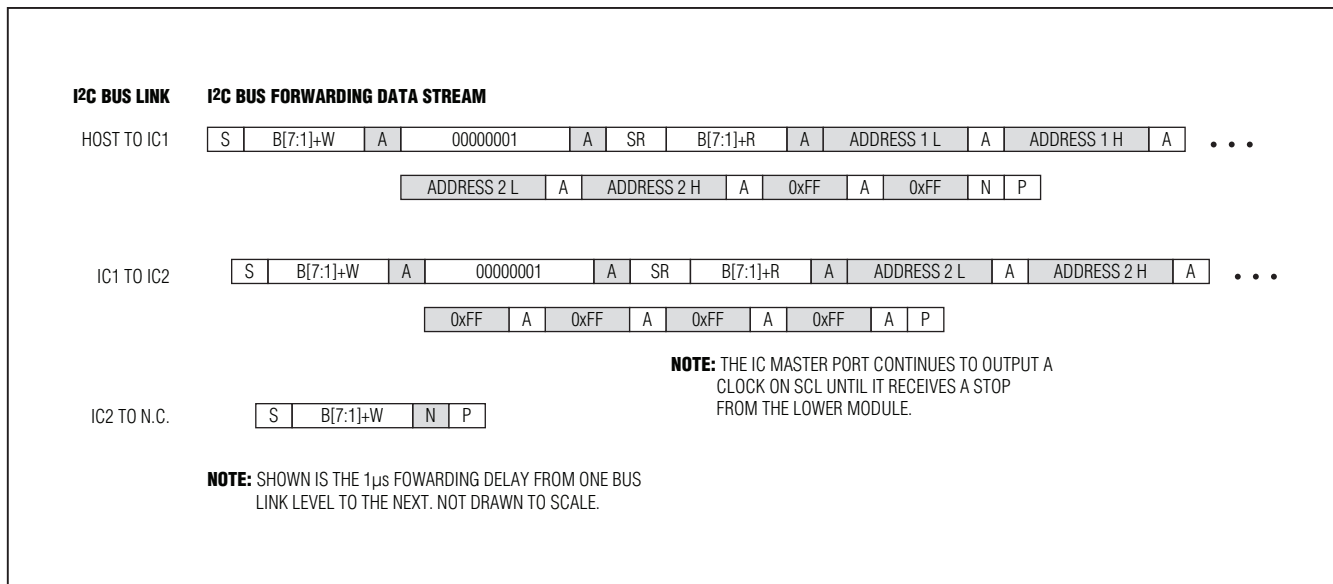 I2C BUS LINK I2C BUS FORWARDING DATA STREAM
HOST TO IC1 S B[7:1]+W A 00000001 A SR B[7:1]+R A ADDRESS 1 L A ADDRESS 1 H A • • •
ADDRESS 2 L A ADDRESS 2 H A 0xFF A 0xFF N P
IC1 TO IC2 S B[7:1]+W A 00000001 A SR B[7:1]+R A ADDRESS 2 L A ADDRESS 2 H A • • •
0xFF A 0xFF A 0xFF A 0xFF A P
NOTE: THE IC MASTER PORT CONTINUES TO OUTPUT A
CLOCK ON SCL UNTIL IT RECEIVES A STOP
FROM THE LOWER MODULE.
IC2 TO N.C. S B[7:1]+W N P
NOTE: SHOWN IS THE 1µs FOWARDING DELAY FROM ONE BUS
LINK LEVEL TO THE NEXT. NOT DRAWN TO SCALE.